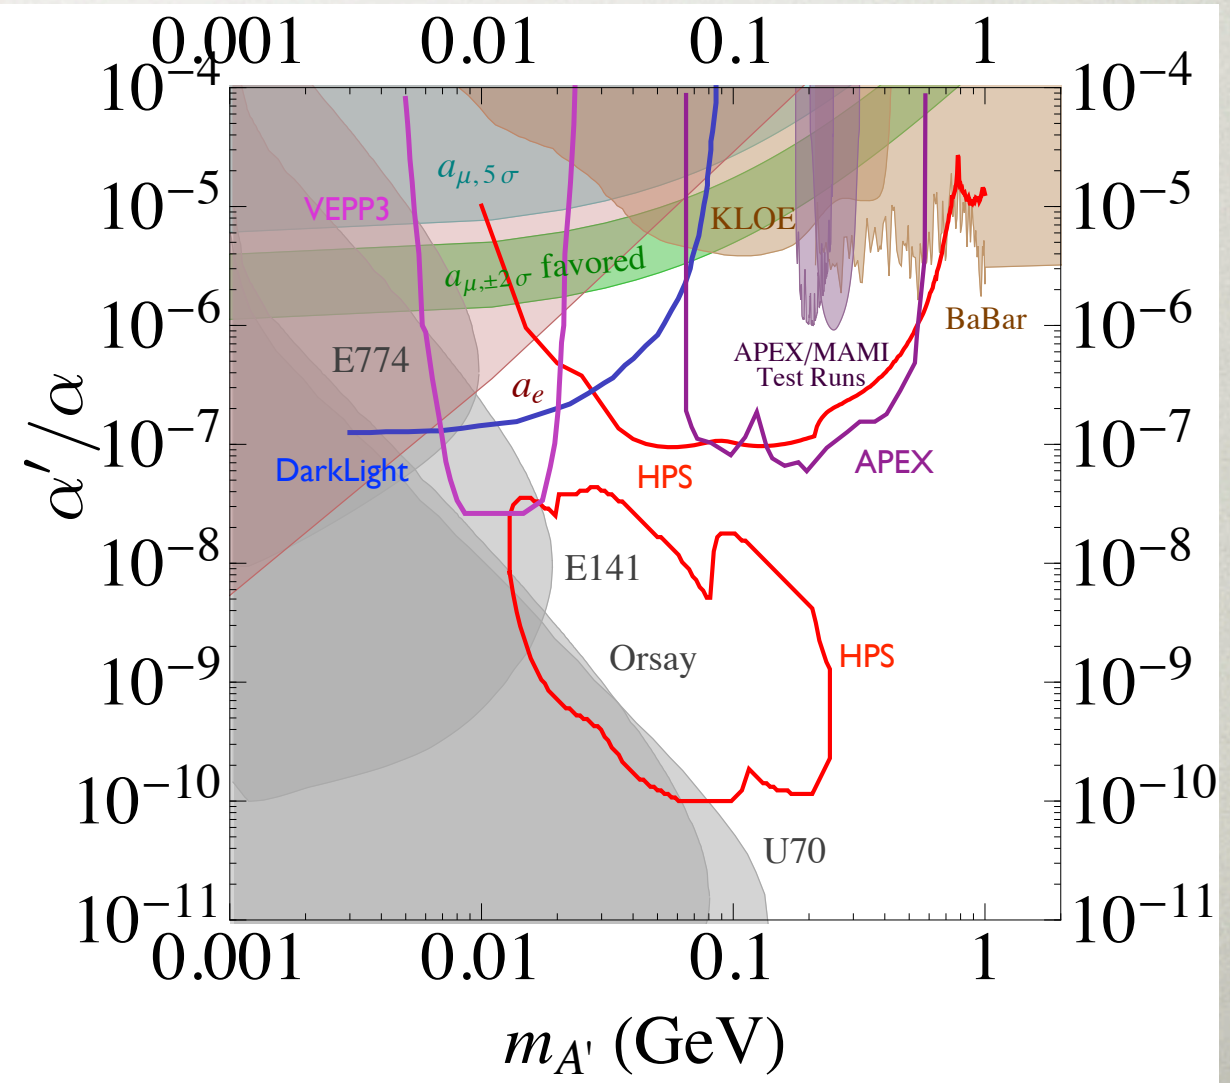 0.001 0.01 0.1 1
10⁻⁴ 10⁻⁴
10⁻⁵ 10⁻⁵
10⁻⁶ 10⁻⁶
10⁻⁷ 10⁻⁷
10⁻⁸ 10⁻⁸
10⁻⁹ 10⁻⁹
10⁻¹⁰ 10⁻¹⁰
10⁻¹¹ 10⁻¹¹
α'/α
a_{μ,5σ}
VEPP3
KLOE
a_{μ,±2σ} favored
BaBar
E774
APEX/MAMI
Test Runs
a_e
DarkLight
HPS
APEX
E141
Orsay
HPS
U70
0.001 0.01 0.1 1
m_{A'} (GeV)